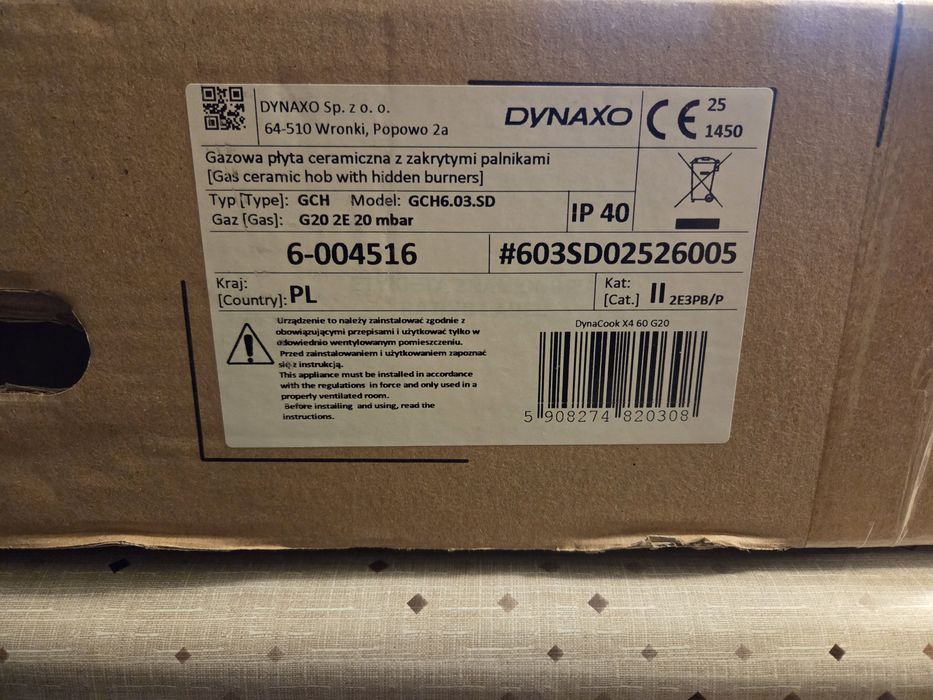 DYNAXO Sp. z o. o.
64-510 Wronki, Popowo 2a
DYNAXO
CE 25
1450
Gazowa płyta ceramiczna z zakrytymi palnikami
[Gas ceramic hob with hidden burners]
Typ [Type]: GCH Model: GCH6.03.SD
Gaz [Gas]: G20 2E 20 mbar
IP 40
6-004516
#603SD02526005
Kraj:
[Country]: PL
Kat:
[Cat.] II 2E3PB/P
Urządzenie to należy zainstalować zgodnie z
obowiązującymi przepisami i użytkować tylko w
odowiednio wentylowanym pomieszczeniu.
Przed zainstalowaniem i użytkowaniem zapoznać
się z instrukcją.
This appliance must be installed in accordance
with the regulations in force and only used in a
properly ventilated room.
Before installing and using, read the
instructions.
DynaCook X4 60 G20
5 908274 820308